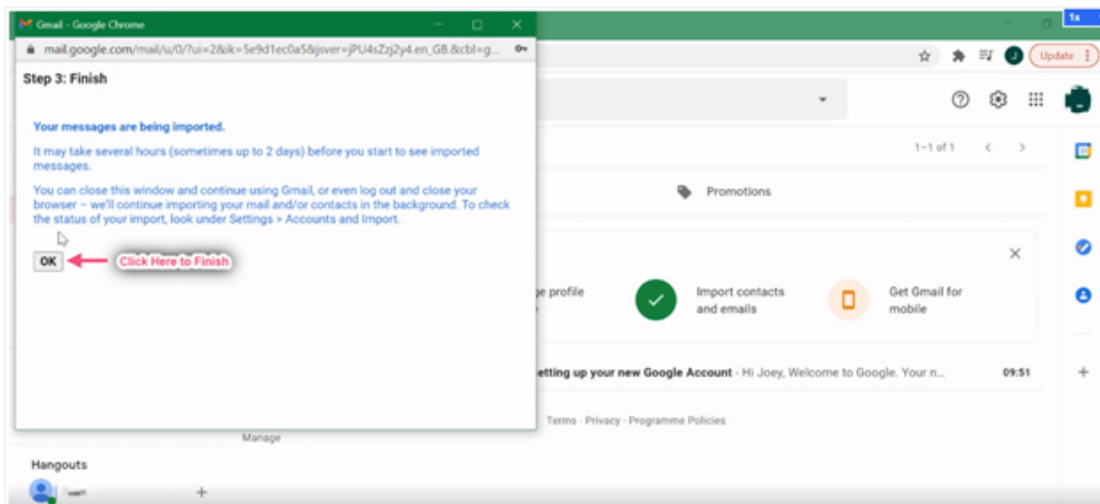 Gmail - Google Chrome
1x
mail.google.com/mail/u/0/?ui=2&ik=5e9d1ec0a5&jsver=jPU4sZzj2y4.en_GB.&cbl=g...
J
Update
Step 3: Finish
Your messages are being imported.
It may take several hours (sometimes up to 2 days) before you start to see imported
messages.
You can close this window and continue using Gmail, or even log out and close your
browser – we'll continue importing your mail and/or contacts in the background. To check
the status of your import, look under Settings > Accounts and Import.
OK
Click Here to Finish
1–1 of 1
Promotions
ge profile
Import contacts
and emails
Get Gmail for
mobile
etting up your new Google Account - Hi Joey, Welcome to Google. Your n...
09:51
Terms - Privacy - Programme Policies
Manage
Hangouts